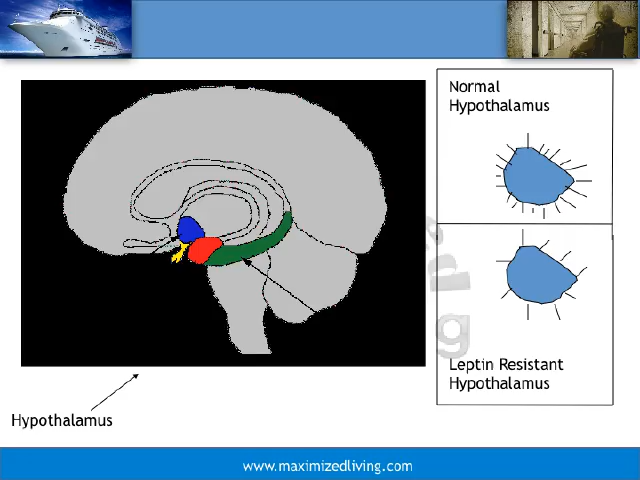 Normal
Hypothalamus
Leptin Resistant
Hypothalamus
Hypothalamus
www.maximizedliving.com